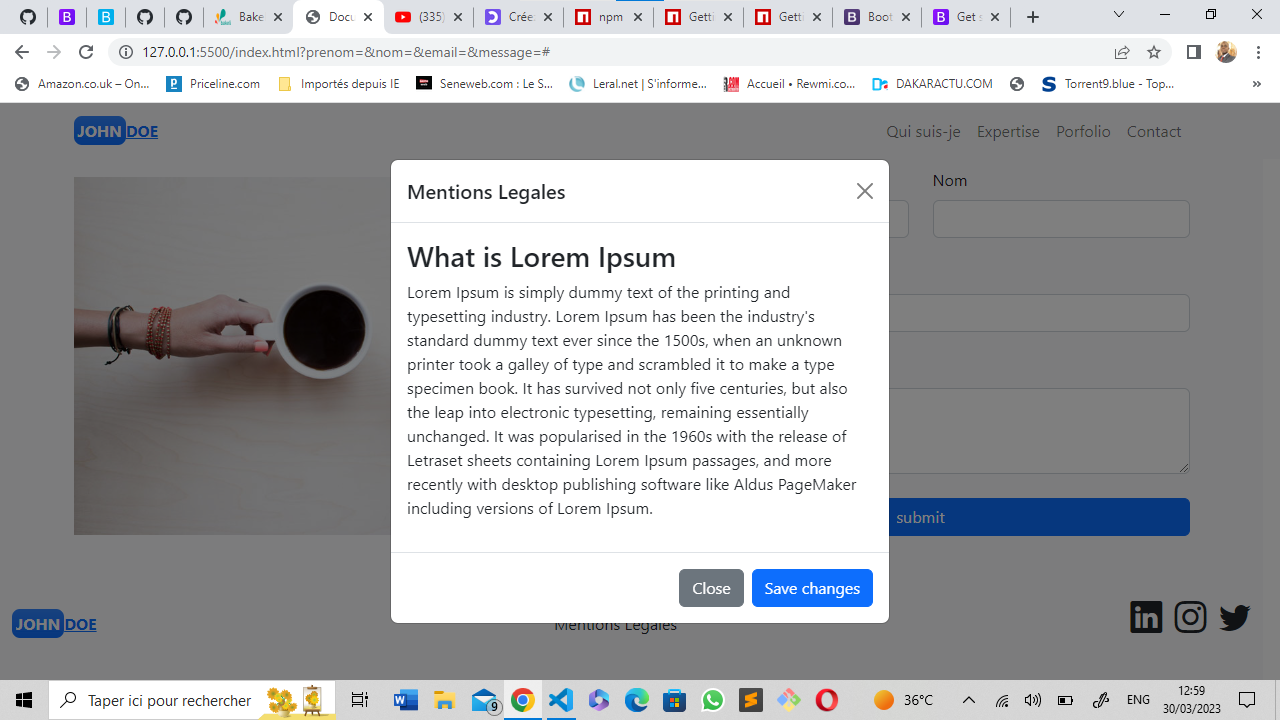 Bake
Docu
(335)
Crée
npm
Getti
Getti
Boot
Get s
127.0.0.1:5500/index.html?prenom=&nom=&email=&message=#
Amazon.co.uk – On...
Priceline.com
Importés depuis IE
Seneweb.com : Le S...
Leral.net | S'informe...
Accueil • Rewmi.co...
DAKARACTU.COM
Torrent9.blue - Top...
»
JOHN DOE
Qui suis-je
Expertise
Porfolio
Contact
Nom
Mentions Legales
What is Lorem Ipsum
Lorem Ipsum is simply dummy text of the printing and
typesetting industry. Lorem Ipsum has been the industry's
standard dummy text ever since the 1500s, when an unknown
printer took a galley of type and scrambled it to make a type
specimen book. It has survived not only five centuries, but also
the leap into electronic typesetting, remaining essentially
unchanged. It was popularised in the 1960s with the release of
Letraset sheets containing Lorem Ipsum passages, and more
recently with desktop publishing software like Aldus PageMaker
including versions of Lorem Ipsum.
submit
Close
Save changes
JOHN DOE
Mentions Legales
Taper ici pour rechercher
9
36°C
ENG
12:59
30/03/2023